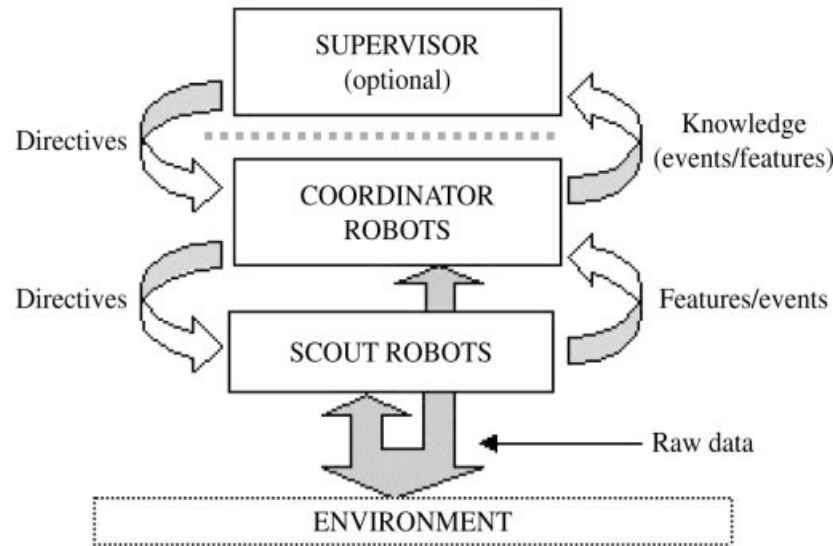 SUPERVISOR
(optional)
Directives
Knowledge
(events/features)
COORDINATOR
ROBOTS
Directives
Features/events
SCOUT ROBOTS
Raw data
ENVIRONMENT